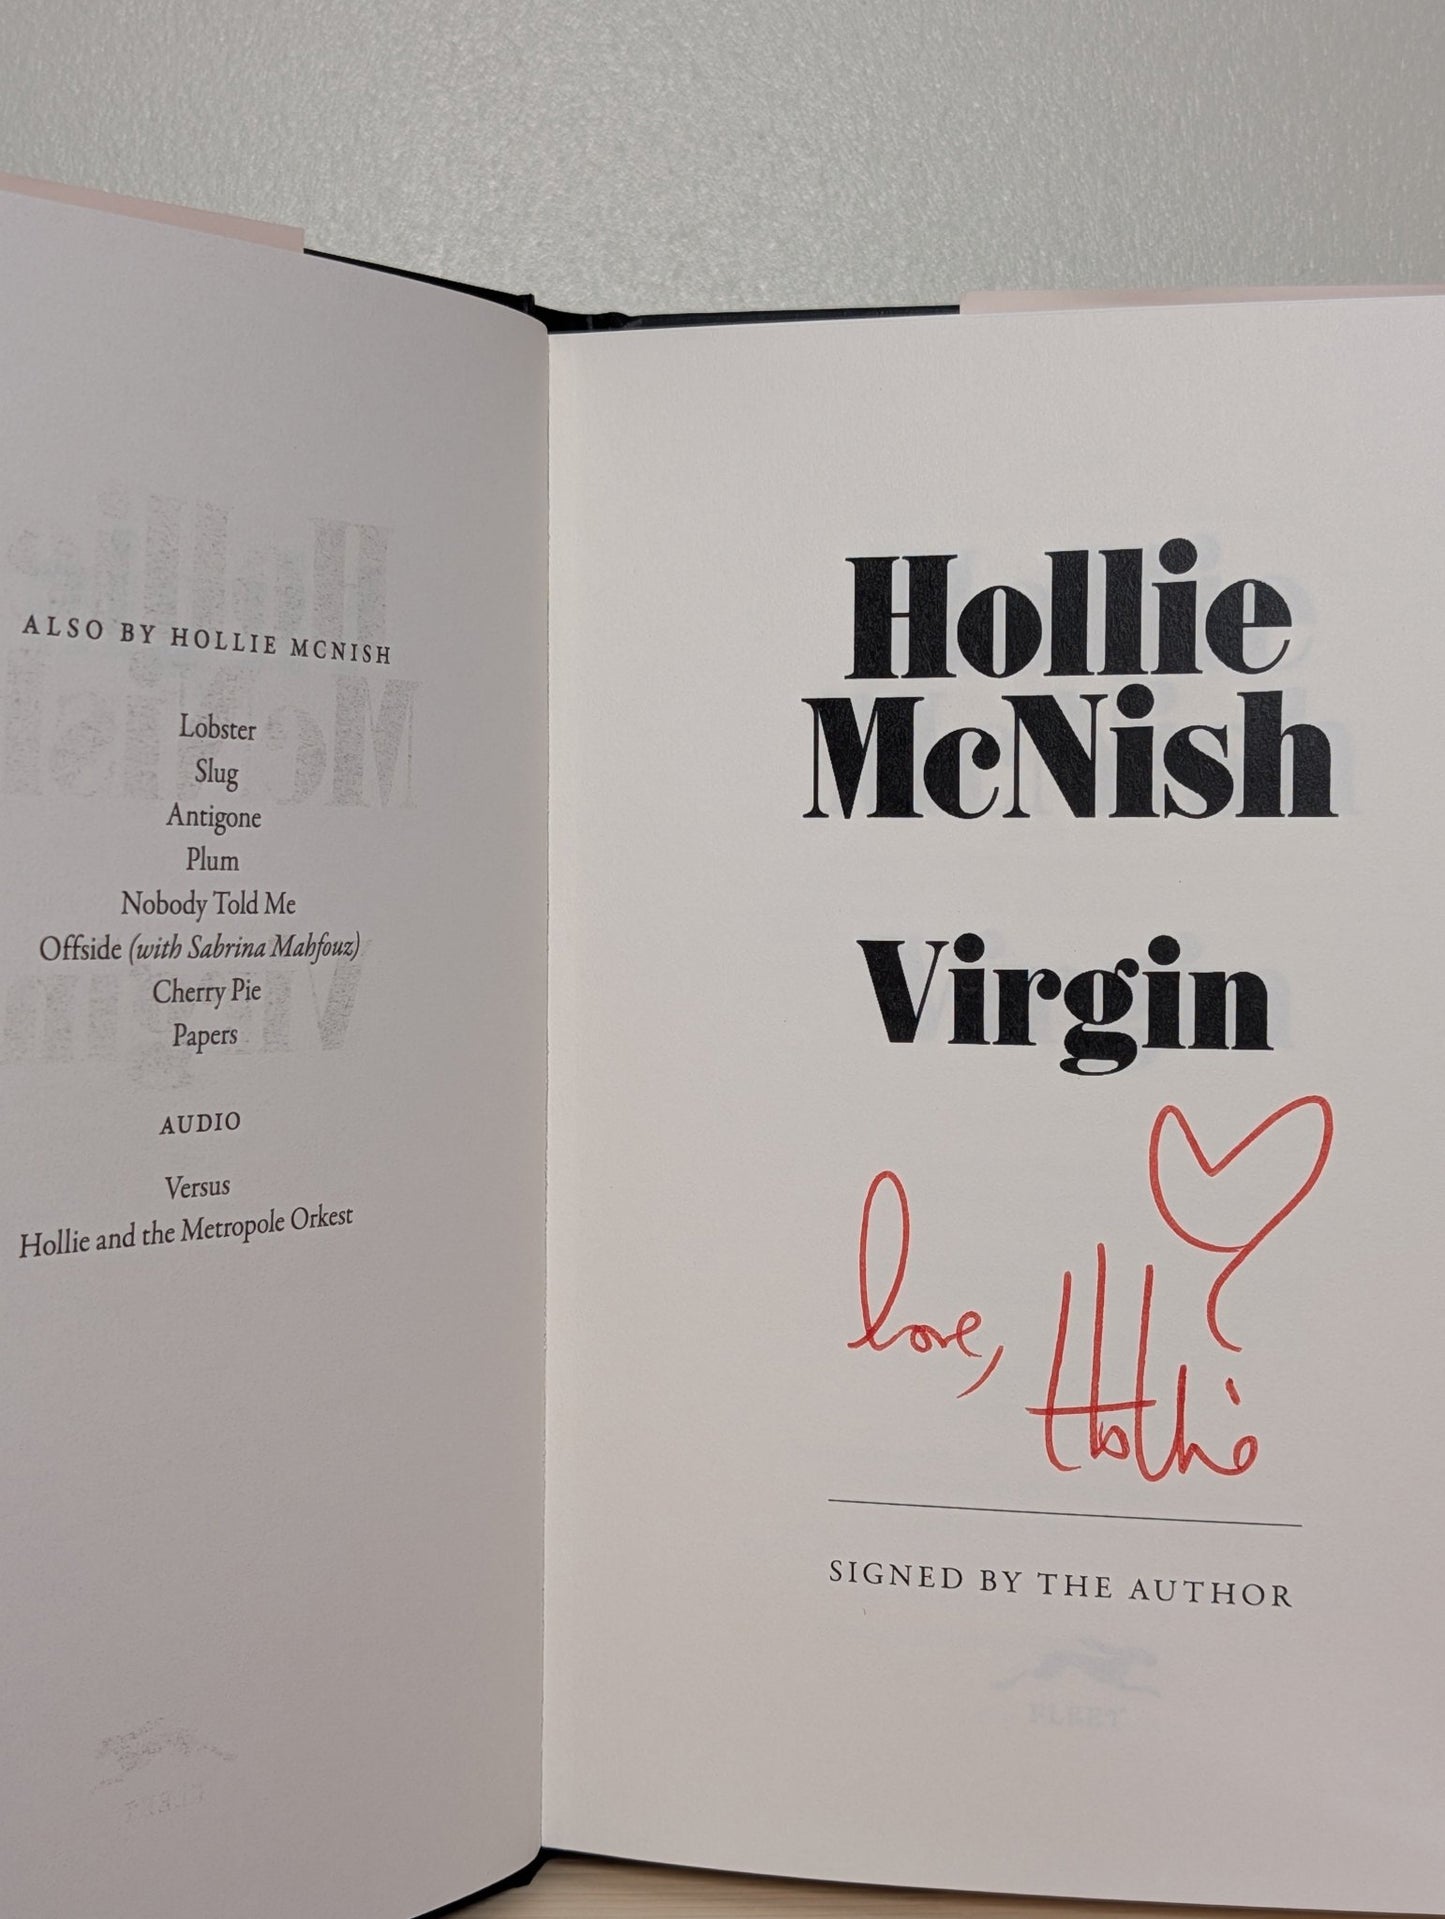 ALSO BY HOLLIE MCNISH
Lobster
Slug
Antigone
Plum
Nobody Told Me
Offside (with Sabrina Mahfouz)
Cherry Pie
Papers
AUDIO
Versus
Hollie and the Metropole Orkest
Hollie
McNish
Virgin
love,
Hollie
SIGNED BY THE AUTHOR
FLEET